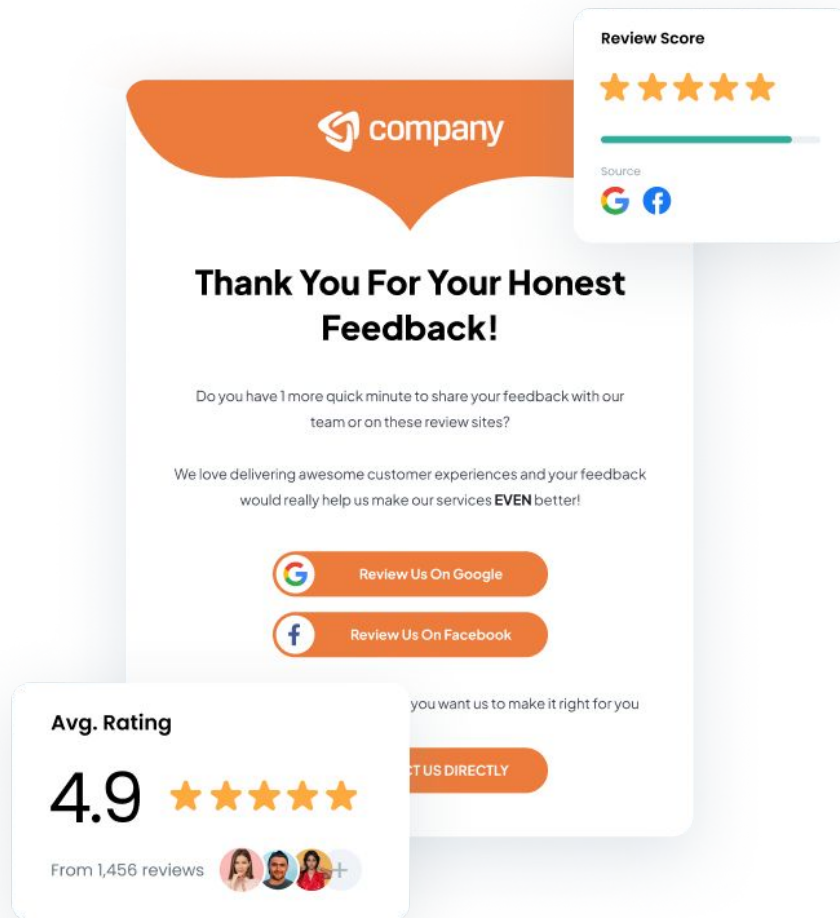 Review Score
Source
company
Thank You For Your Honest
Feedback!
Do you have 1 more quick minute to share your feedback with our
team or on these review sites?
We love delivering awesome customer experiences and your feedback
would really help us make our services EVEN better!
Review Us On Google
Review Us On Facebook
you want us to make it right for you
US DIRECTLY
Avg. Rating
4.9
From 1,456 reviews